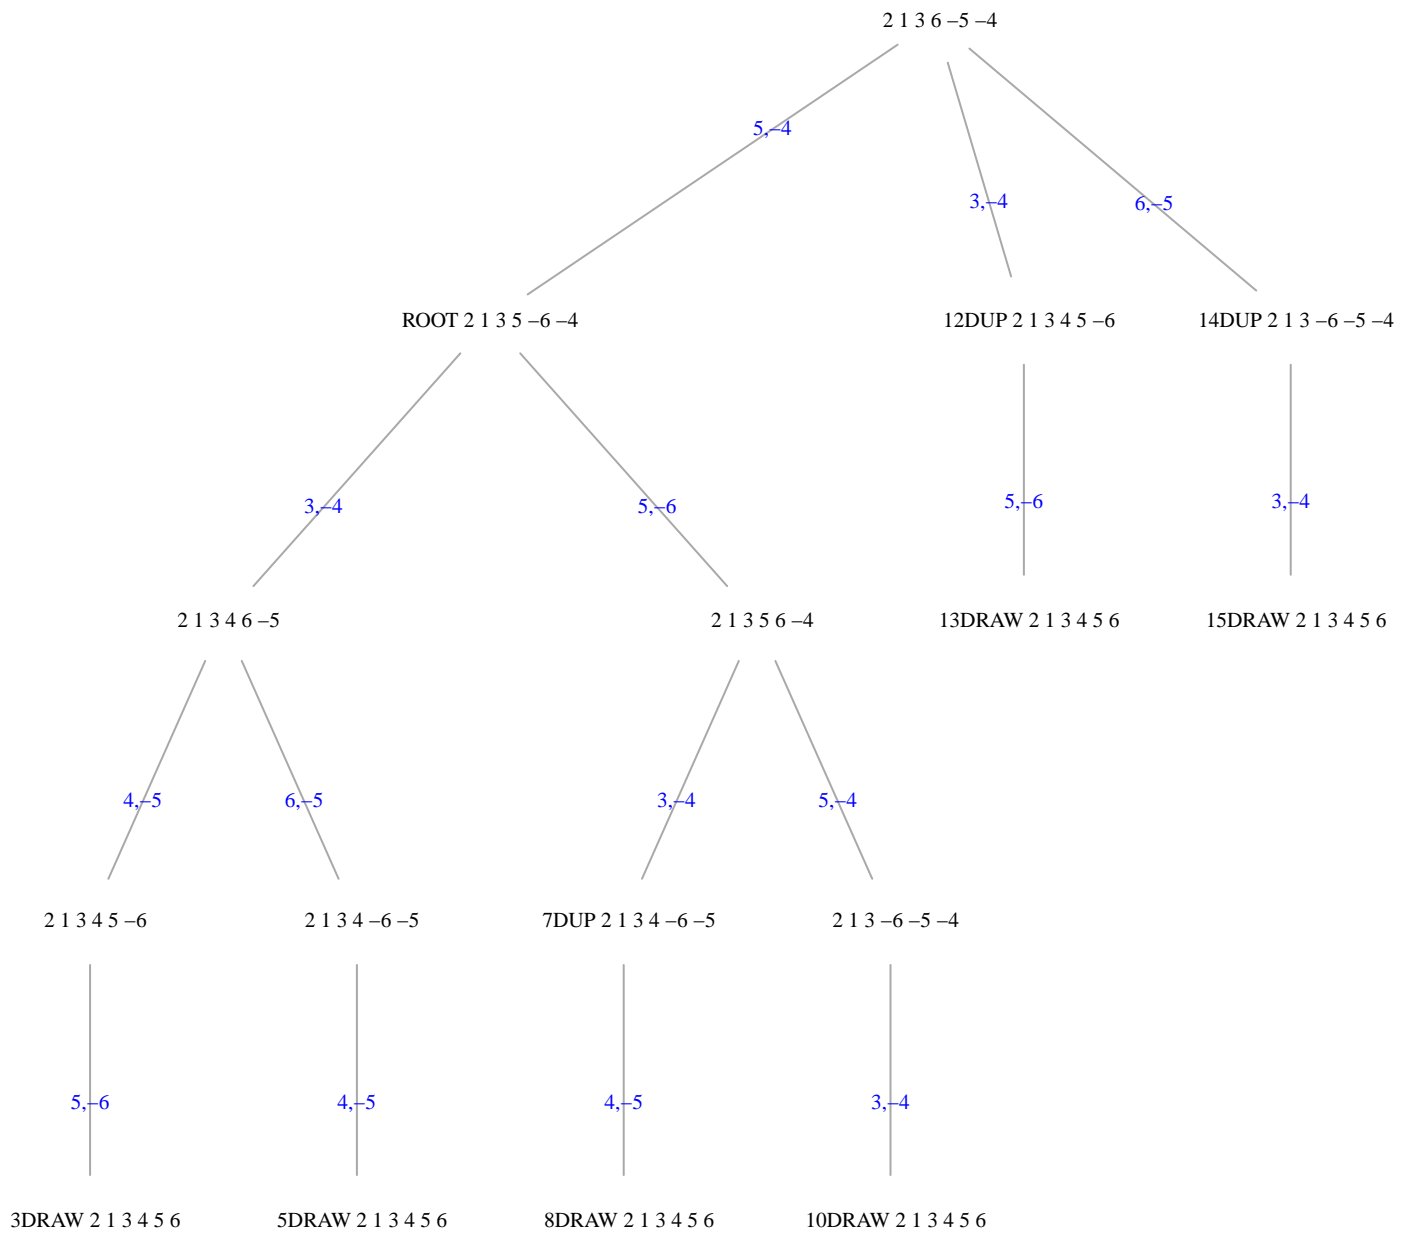 2 1 3 6 –5 –4
5,–4
3,–4
6,–5
ROOT 2 1 3 5 –6 –4
12DUP 2 1 3 4 5 –6
14DUP 2 1 3 –6 –5 –4
3,–4
5,–6
5,–6
3,–4
2 1 3 4 6 –5
2 1 3 5 6 –4
13DRAW 2 1 3 4 5 6
15DRAW 2 1 3 4 5 6
4,–5
6,–5
3,–4
5,–4
2 1 3 4 5 –6
2 1 3 4 –6 –5
7DUP 2 1 3 4 –6 –5
2 1 3 –6 –5 –4
5,–6
4,–5
4,–5
3,–4
3DRAW 2 1 3 4 5 6
5DRAW 2 1 3 4 5 6
8DRAW 2 1 3 4 5 6
10DRAW 2 1 3 4 5 6